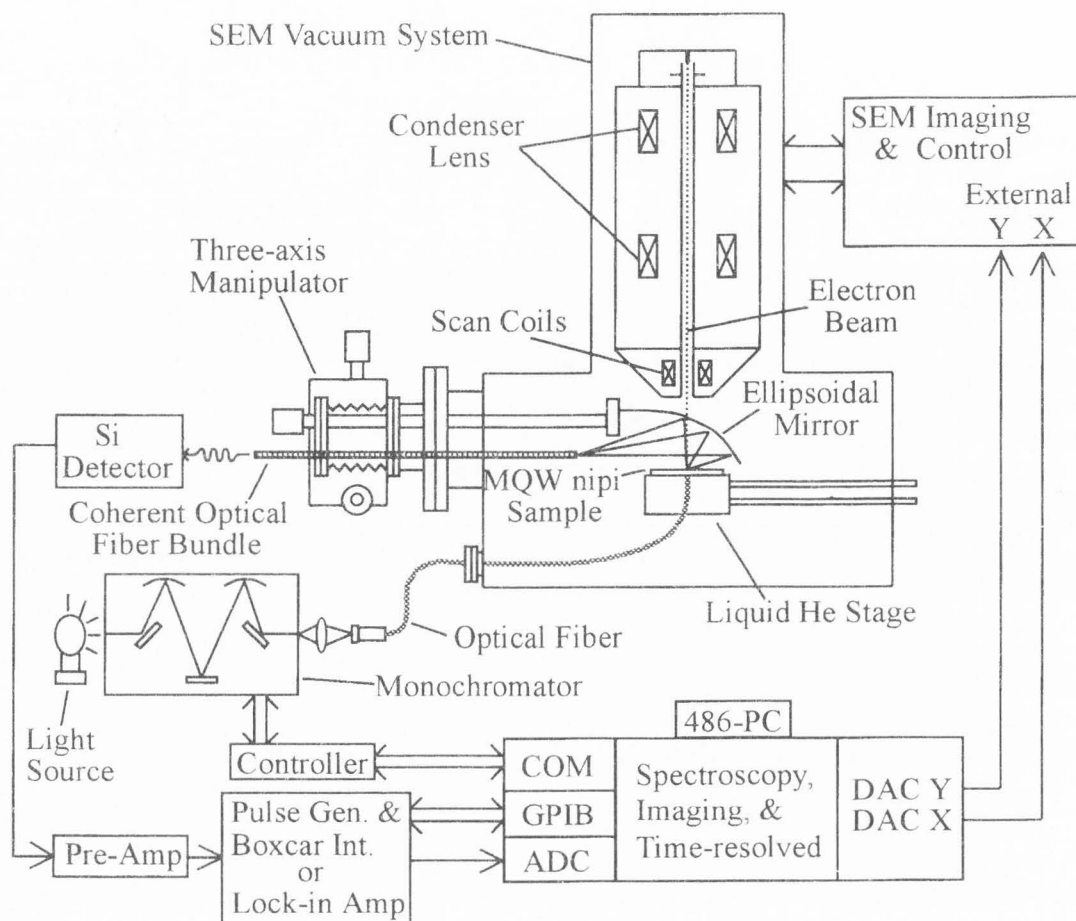 SEM Vacuum System
Condenser
Lens
SEM Imaging
& Control
External
Y X
Three-axis
Manipulator
Scan Coils
Electron
Beam
Ellipsoidal
Mirror
Si
Detector
MQW nipi
Sample
Coherent Optical
Fiber Bundle
Liquid He Stage
Optical Fiber
Monochromator
Light
Source
486-PC
Controller
COM
Spectroscopy,
Imaging, &
Time-resolved
DAC Y
DAC X
GPIB
ADC
Pulse Gen. &
Boxcar Int.
or
Lock-in Amp
Pre-Amp